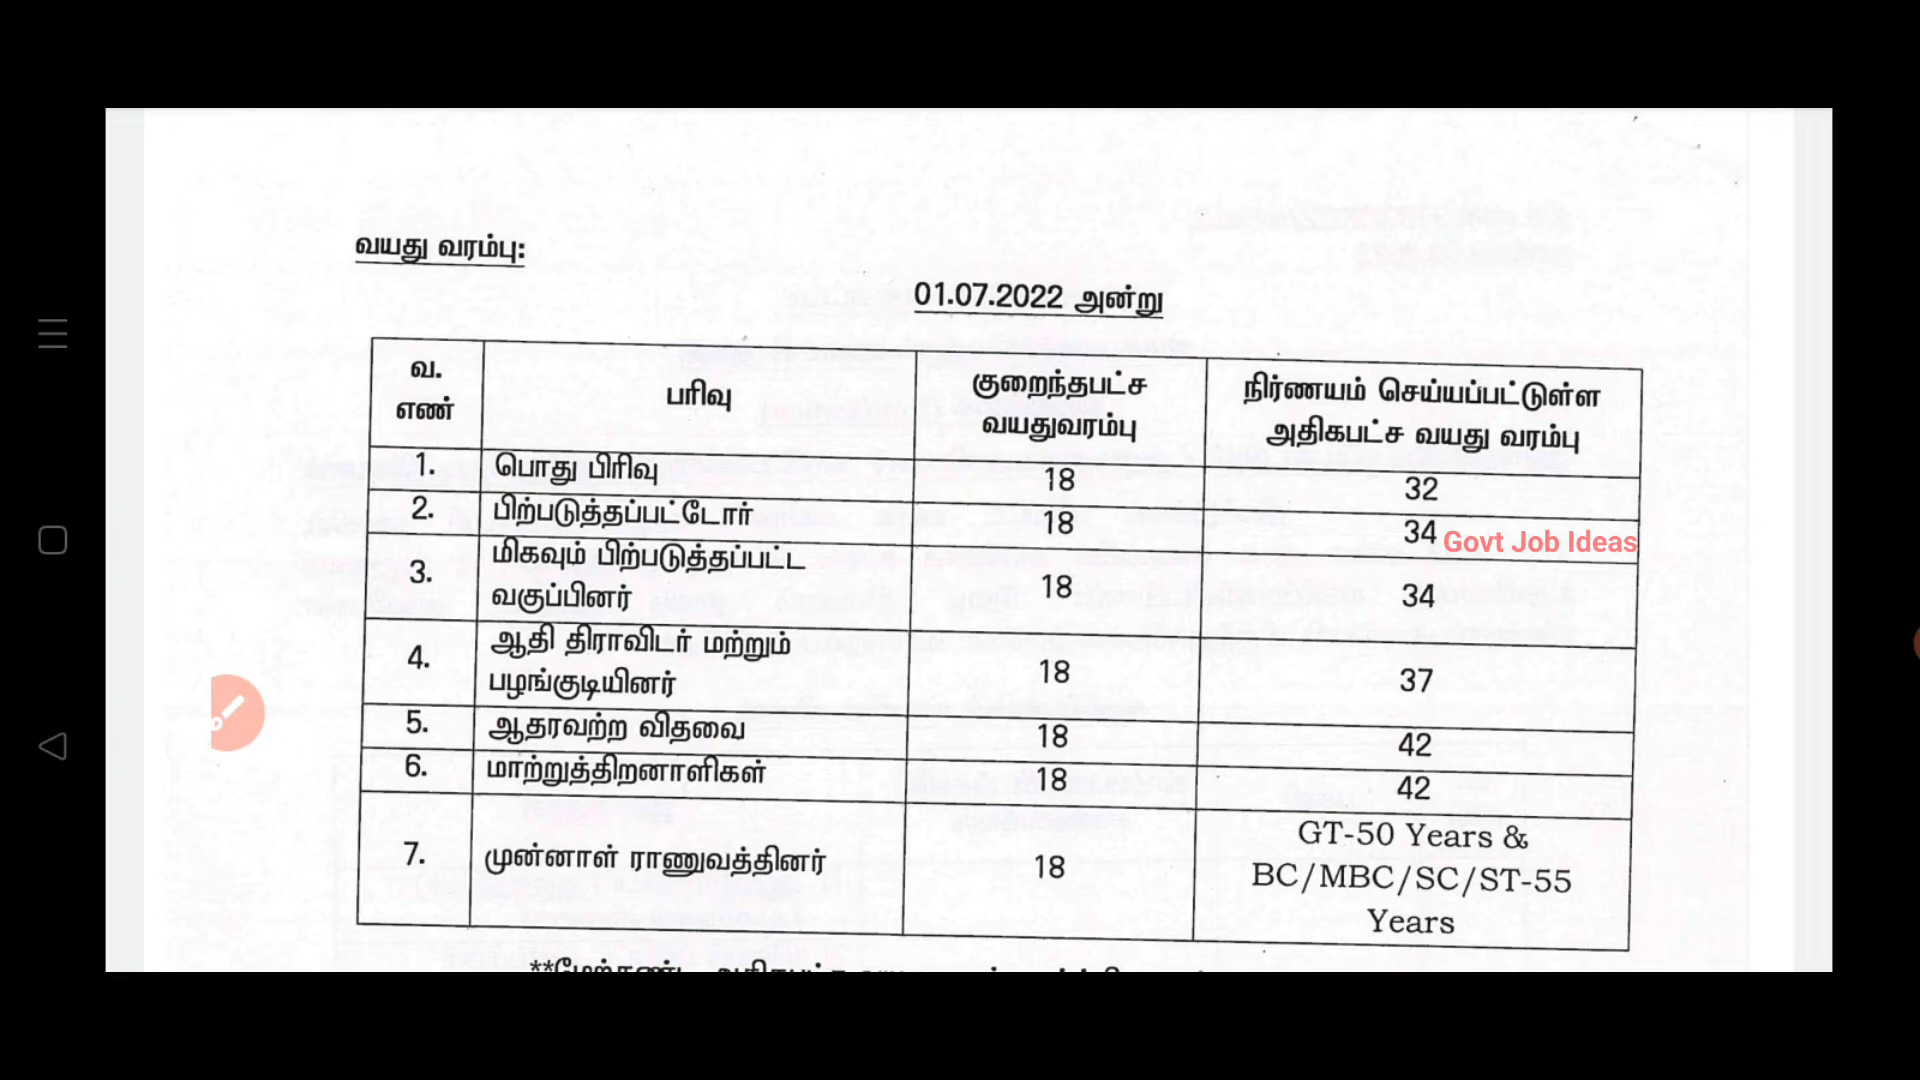 வயது வரம்பு:
01.07.2022 அன்று
வ. எண் பரிவு குறைந்தபட்ச வயதுவரம்பு நிர்ணயம் செய்யப்பட்டுள்ள அதிகபட்ச வயது வரம்பு
1. பொது பிரிவு 18 32
2. பிற்படுத்தப்பட்டோர் 18 34
Govt Job Ideas
3. மிகவும் பிற்படுத்தப்பட்ட வகுப்பினர் 18 34
4. ஆதி திராவிடர் மற்றும் பழங்குடியினர் 18 37
5. ஆதரவற்ற விதவை 18 42
6. மாற்றுத்திறனாளிகள் 18 42
7. முன்னாள் ராணுவத்தினர் 18 GT-50 Years & BC/MBC/SC/ST-55 Years